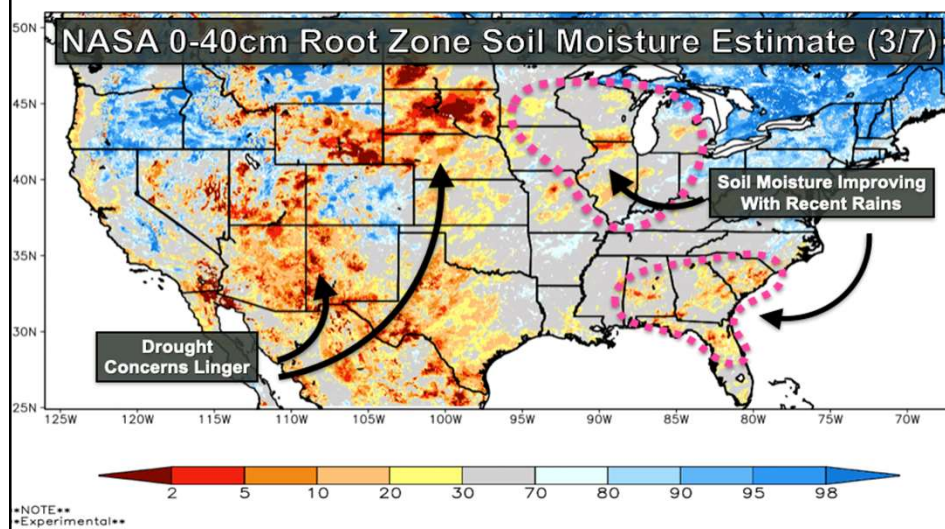 NASA 0-40cm Root Zone Soil Moisture Estimate (3/7)
50N
45N
40N
35N
30N
25N
Soil Moisture Improving
With Recent Rains
Drought
Concerns Linger
125W 120W 115W 110W 105W 100W 95W 90W 85W 80W 75W 70W
2 5 10 20 30 70 80 90 95 98
**NOTE**
**Experimental**